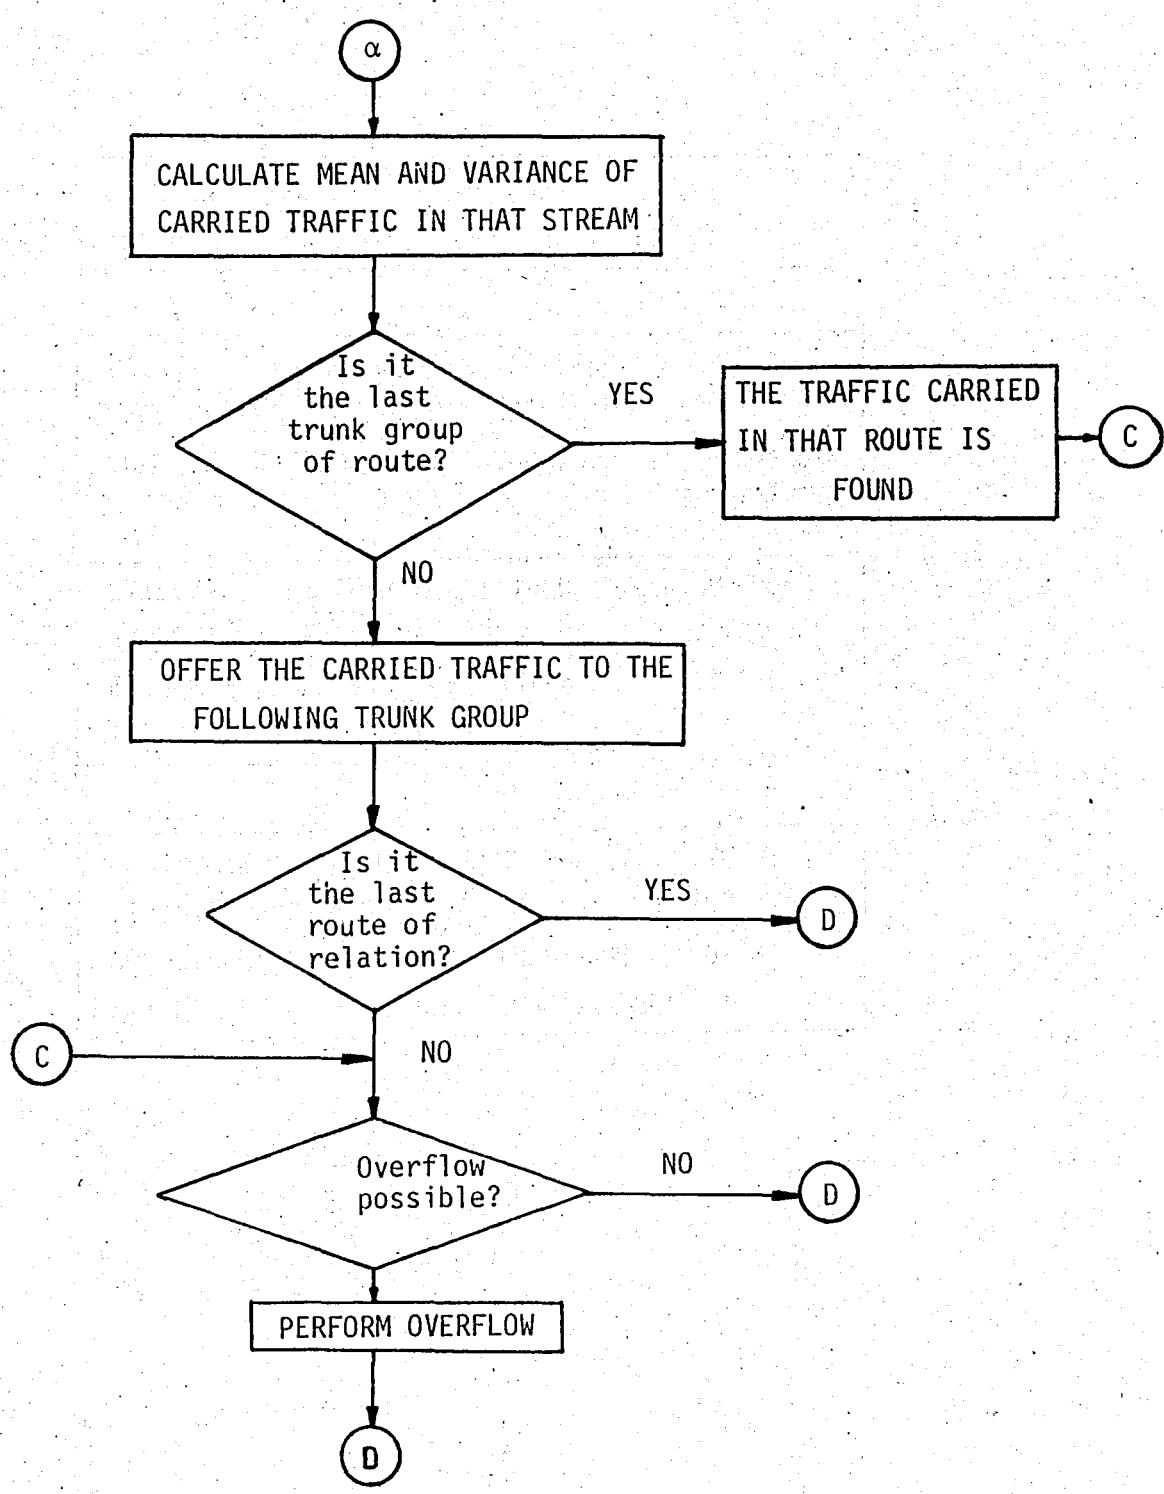 α
CALCULATE MEAN AND VARIANCE OF
CARRIED TRAFFIC IN THAT STREAM
Is it
the last
trunk group
of route?
YES
THE TRAFFIC CARRIED
IN THAT ROUTE IS
FOUND
C
NO
OFFER THE CARRIED TRAFFIC TO THE
FOLLOWING TRUNK GROUP
Is it
the last
route of
relation?
YES
D
C
NO
Overflow
possible?
NO
D
PERFORM OVERFLOW
D